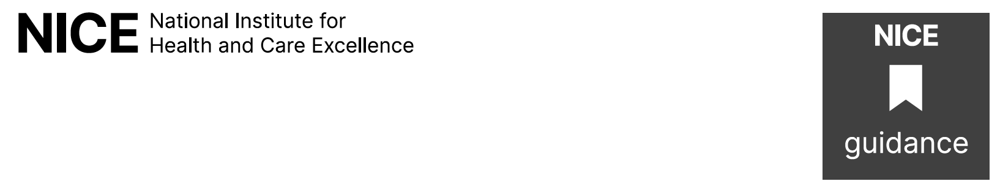 NICE National Institute for
Health and Care Excellence
NICE
guidance